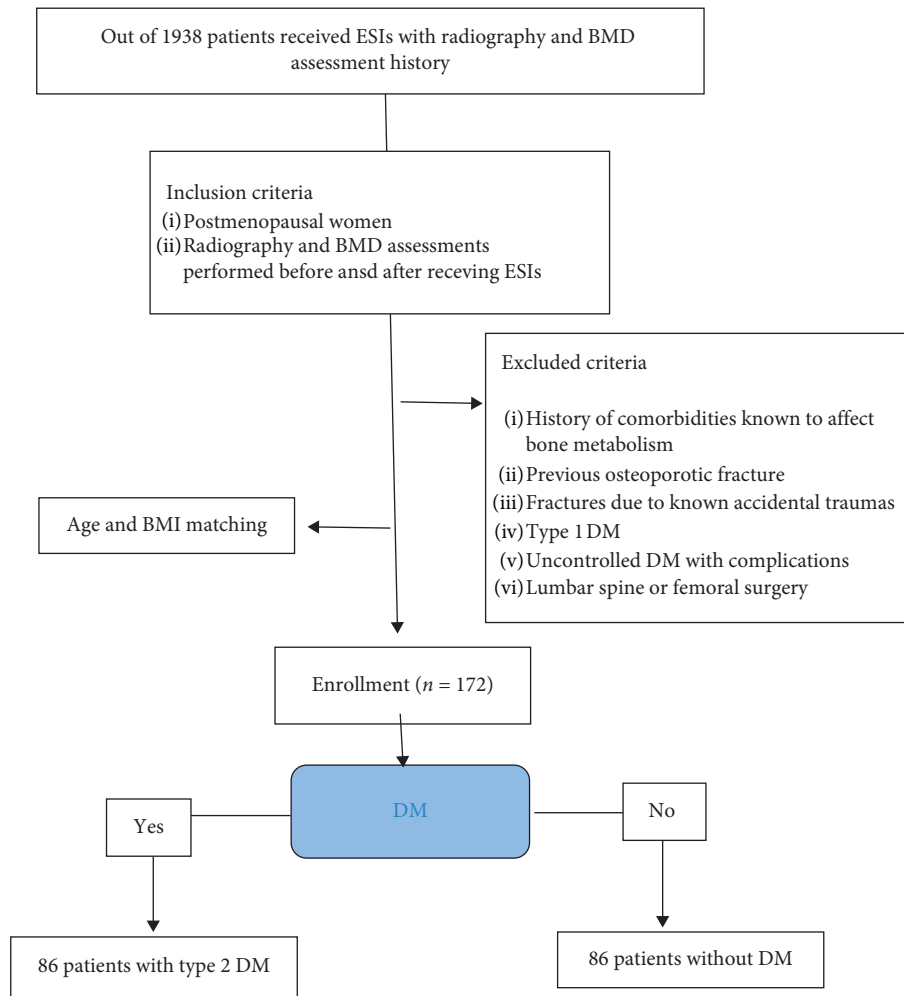 Out of 1938 patients received ESIs with radiography and BMD
assessment history
Inclusion criteria
(i) Postmenopausal women
(ii) Radiography and BMD assessments
performed before ansd after receving ESIs
Excluded criteria
(i) History of comorbidities known to affect
bone metabolism
(ii) Previous osteoporotic fracture
(iii) Fractures due to known accidental traumas
(iv) Type 1 DM
(v) Uncontrolled DM with complications
(vi) Lumbar spine or femoral surgery
Age and BMI matching
Enrollment (n = 172)
DM
Yes
No
86 patients with type 2 DM
86 patients without DM